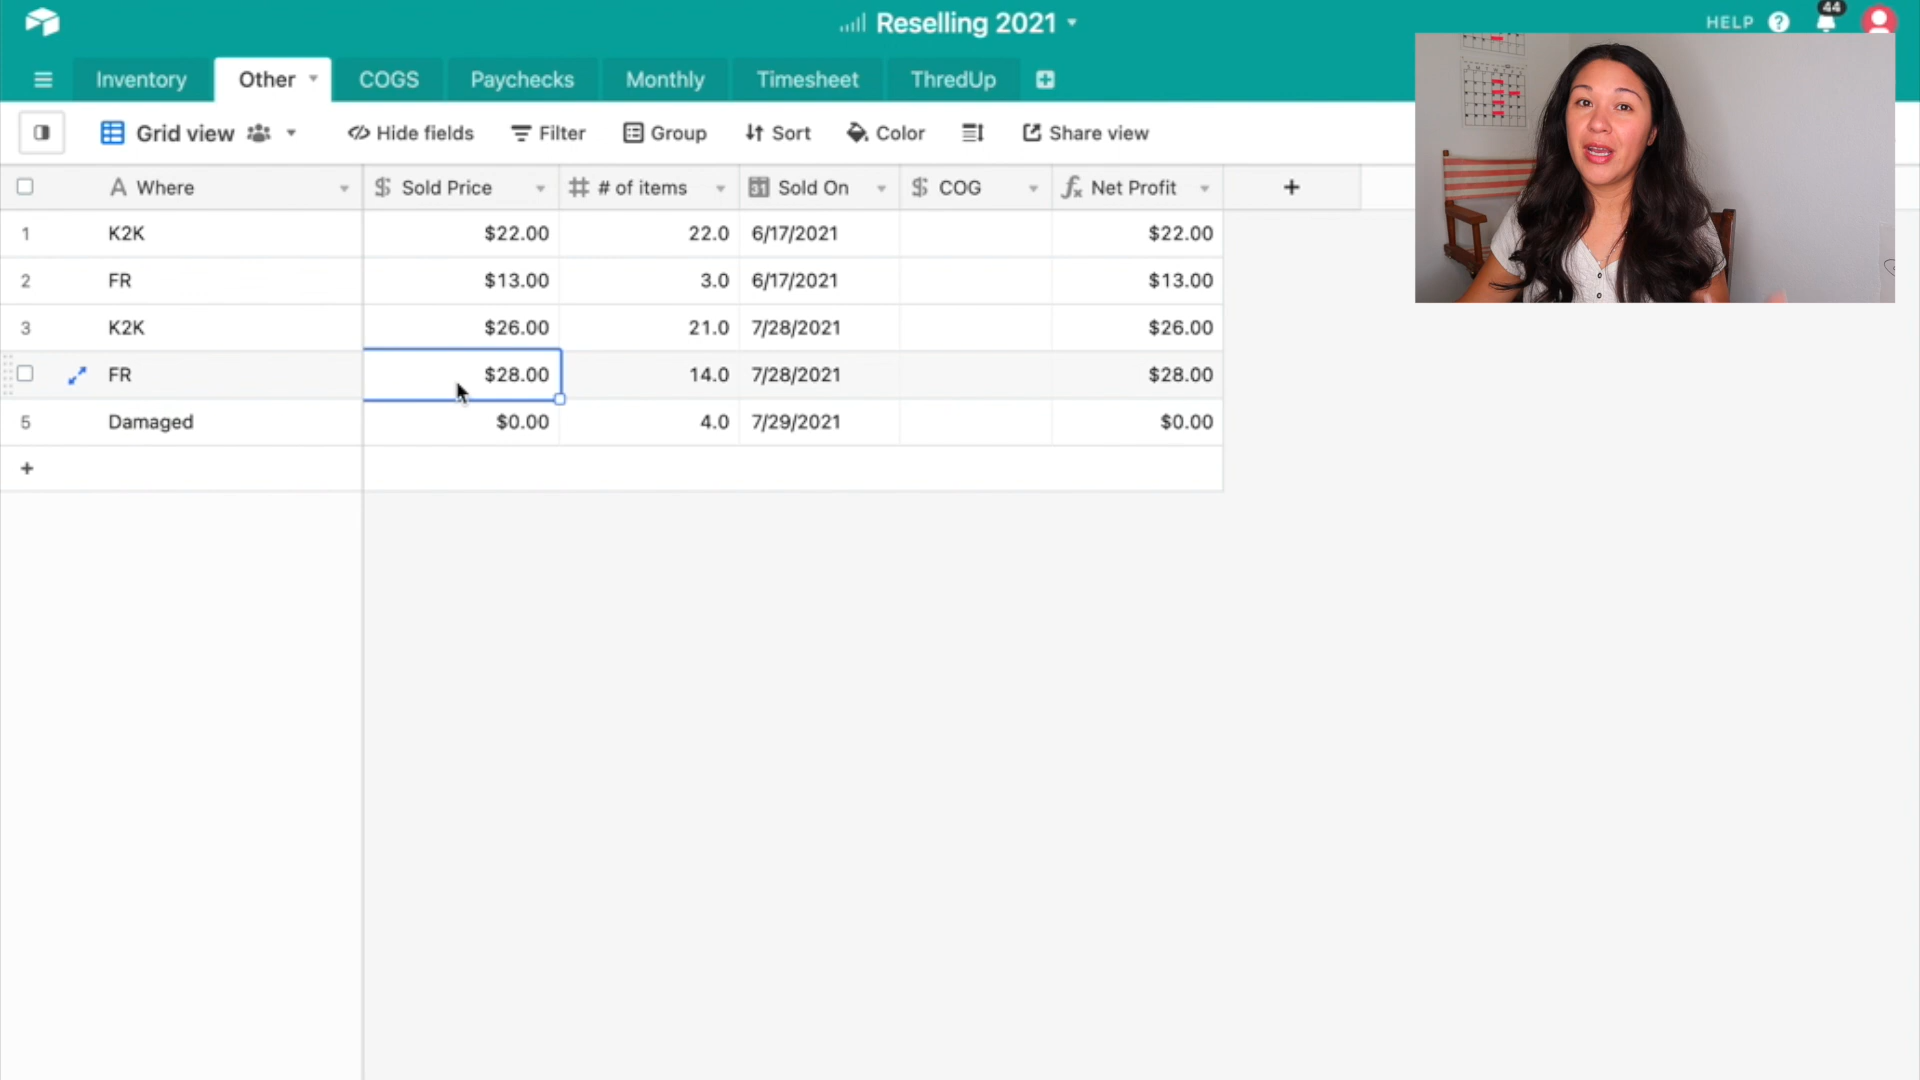 Reselling 2021
HELP ? 44
Inventory Other COGS Paychecks Monthly Timesheet ThredUp
Grid view Hide fields Filter Group Sort Color Share view
Where Sold Price # of items Sold On COG Net Profit +
1 K2K $22.00 22.0 6/17/2021 $22.00
2 FR $13.00 3.0 6/17/2021 $13.00
3 K2K $26.00 21.0 7/28/2021 $26.00
FR $28.00 14.0 7/28/2021 $28.00
5 Damaged $0.00 4.0 7/29/2021 $0.00
+